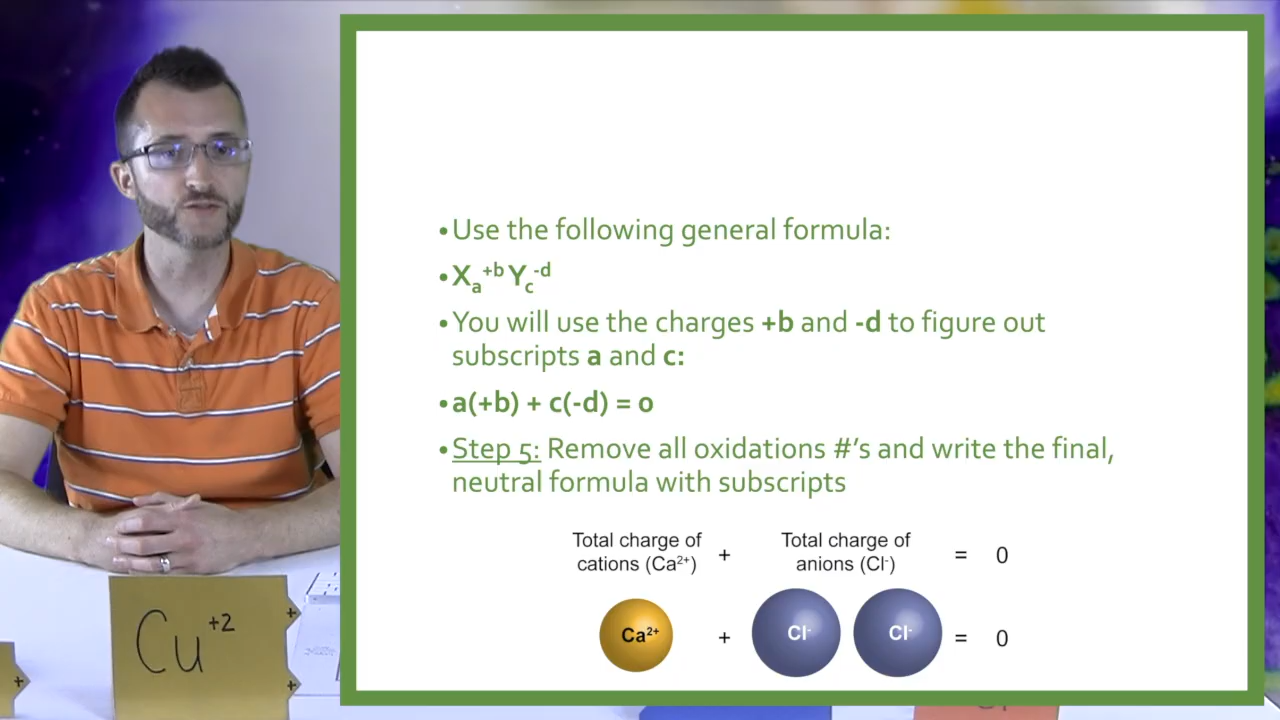 • Use the following general formula:
• Xₐ⁺ᵇ Y꜀⁻ᵈ
• You will use the charges +b and -d to figure out
subscripts a and c:
• a(+b) + c(-d) = 0
• Step 5: Remove all oxidations #'s and write the final,
neutral formula with subscripts
Total charge of
cations (Ca²⁺)
+
Total charge of
anions (Cl⁻)
= 0
Ca²⁺ + Cl⁻ Cl⁻ = 0
Cu⁺²
+
+
+